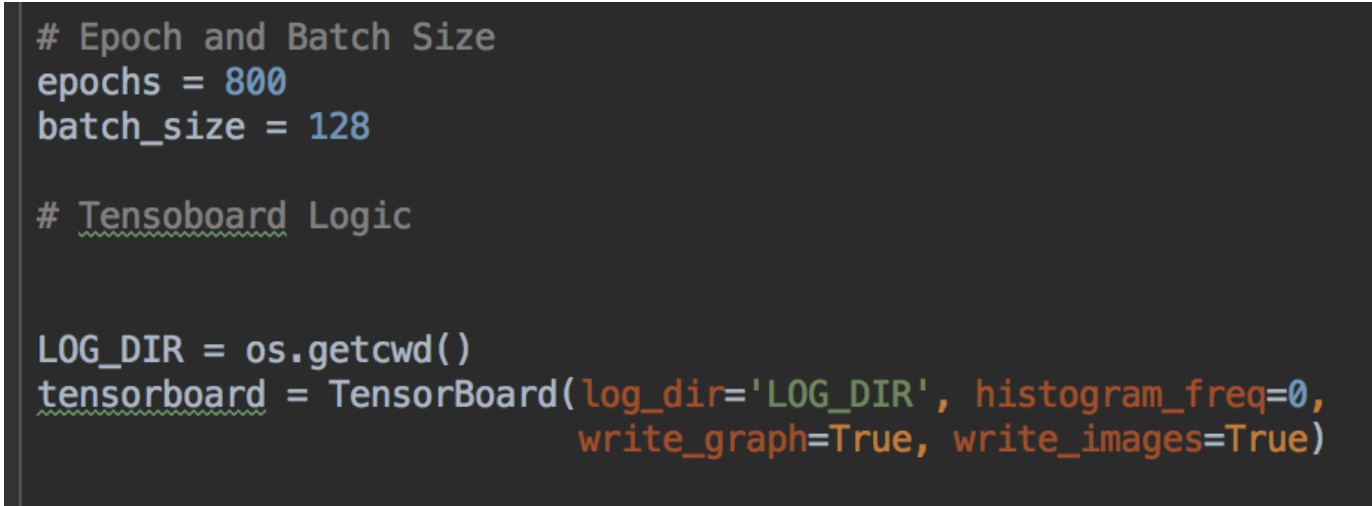 # Epoch and Batch Size
epochs = 800
batch_size = 128
# Tensoboard Logic
LOG_DIR = os.getcwd()
tensorboard = TensorBoard(log_dir='LOG_DIR', histogram_freq=0,
write_graph=True, write_images=True)